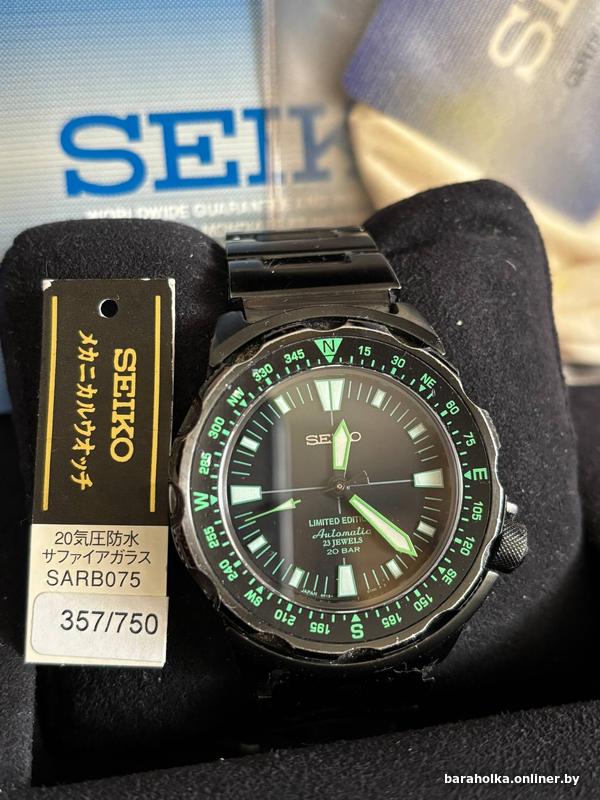 SEIK
WORLDWIDE GUARANTEE AND
SEIKO
メカニカルウオッチ
20気圧防水
サファイアガラス
SARB075
357/750
N
15
30
NE
60
75
E
105
SE
150
165
S
195
210
SW
240
255
W
285
300
NW
330
345
SEIKO
LIMITED EDITION
Automatic
23 JEWELS
20 BAR
baraholka.onliner.by